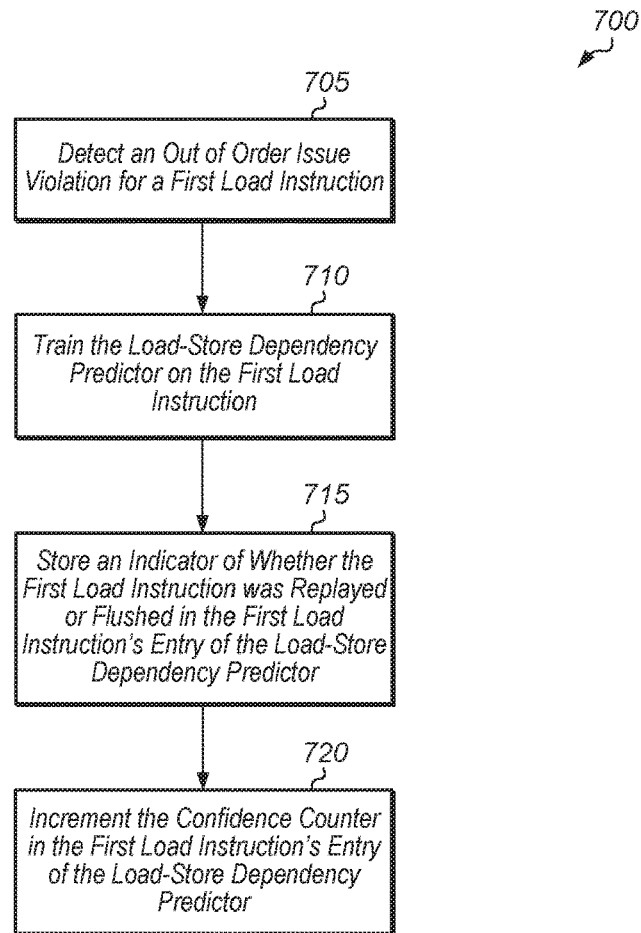 700
705
Detect an Out of Order Issue
Violation for a First Load Instruction
710
Train the Load-Store Dependency
Predictor on the First Load
Instruction
715
Store an Indicator of Whether the
First Load Instruction was Replayed
or Flushed in the First Load
Instruction's Entry of the Load-Store
Dependency Predictor
720
Increment the Confidence Counter
in the First Load Instruction's Entry
of the Load-Store Dependency
Predictor